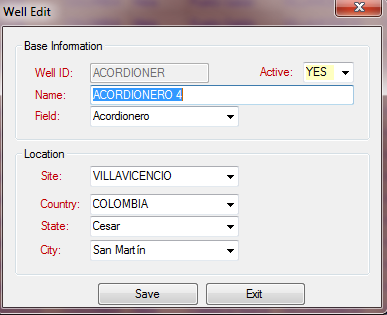 Well Edit
Base Information
Well ID: ACORDIONER Active: YES
Name: ACORDIONERO 4
Field: Acordionero
Location
Site: VILLAVICENCIO
Country: COLOMBIA
State: Cesar
City: San Martín
Save Exit